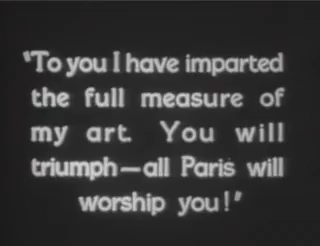 "To you I have imparted
the full measure of
my art. You will
triumph—all Paris will
worship you!"